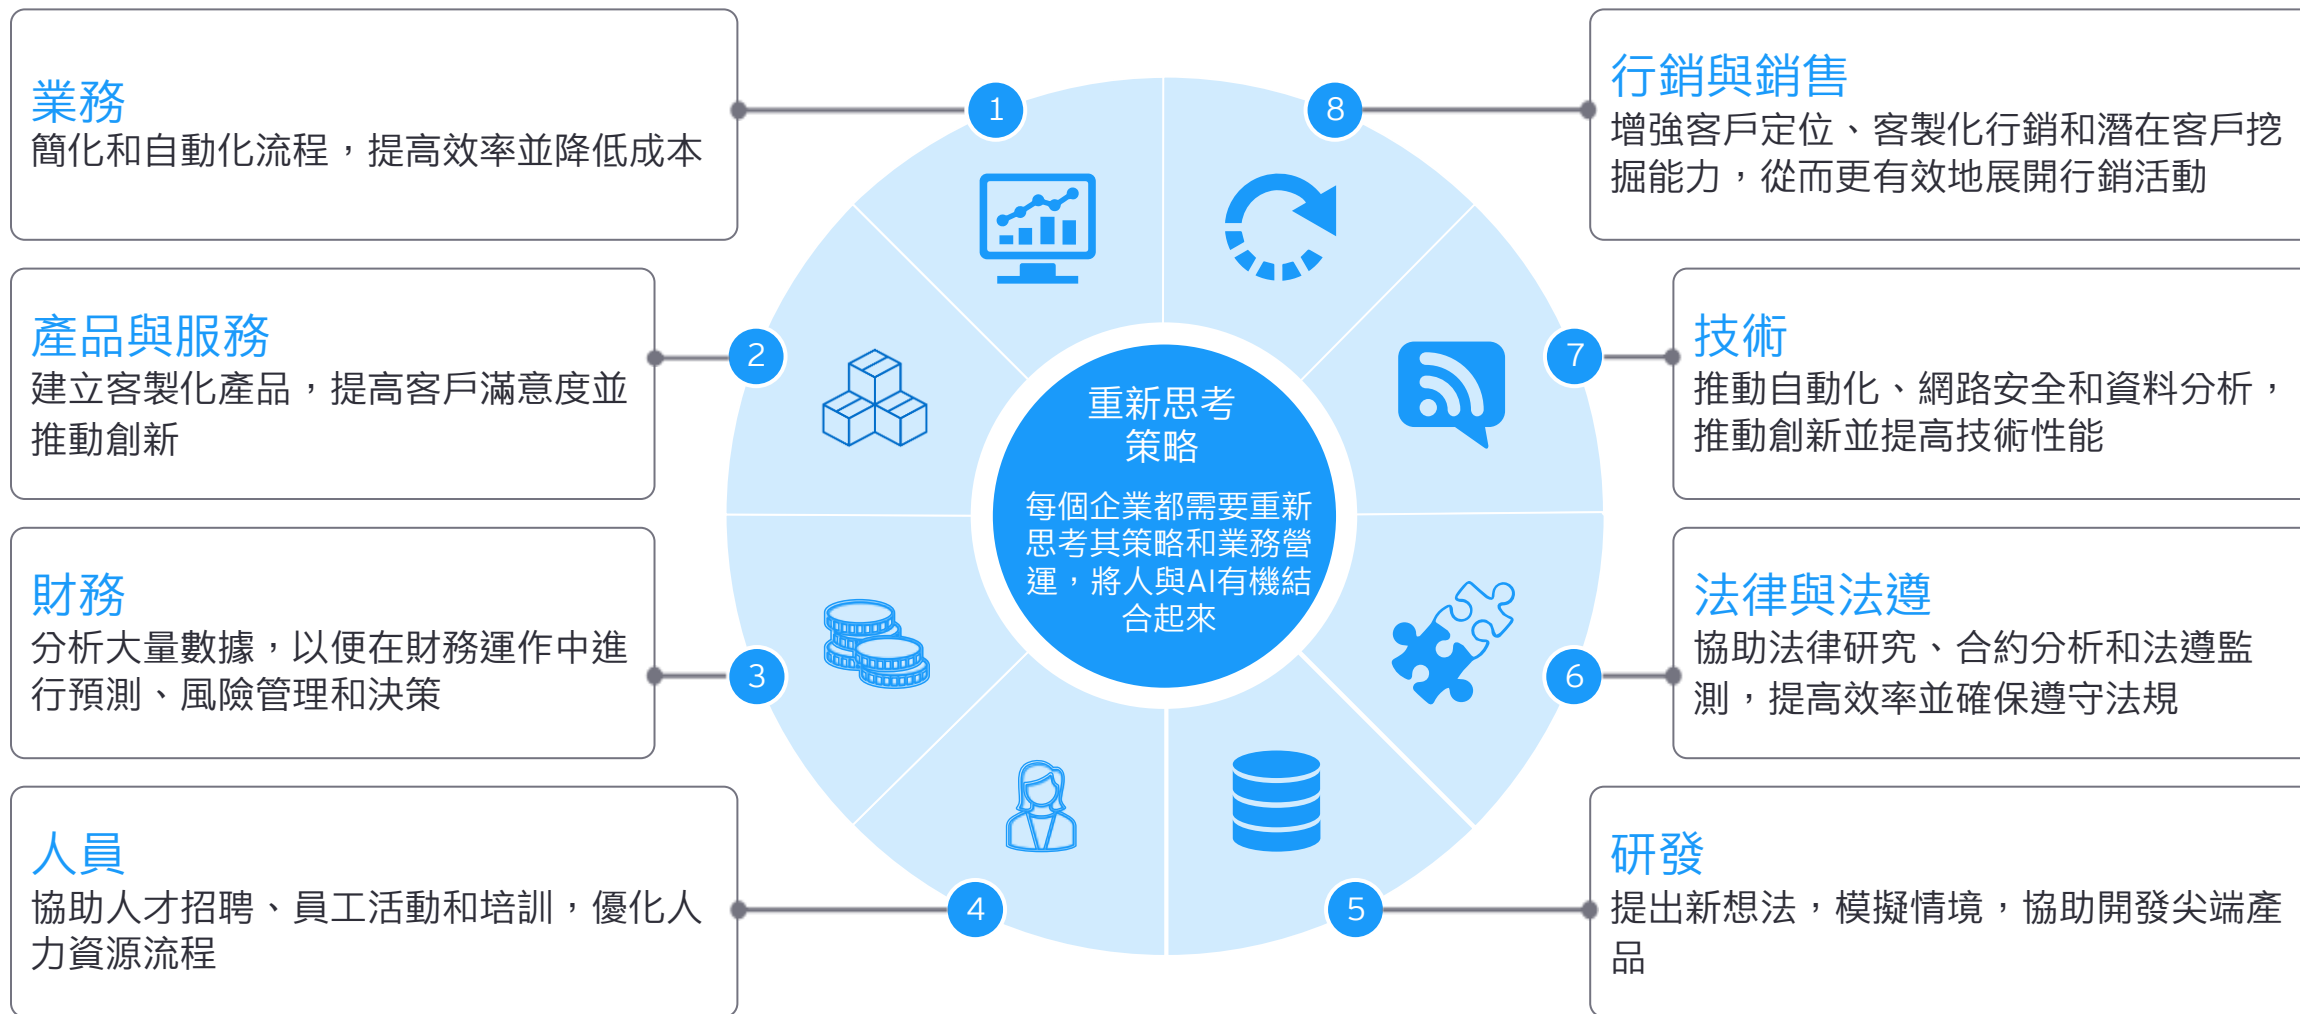 業務
簡化和自動化流程，提高效率並降低成本
1
產品與服務
建立客製化產品，提高客戶滿意度並
推動創新
2
財務
分析大量數據，以便在財務運作中進
行預測、風險管理和決策
3
人員
協助人才招聘、員工活動和培訓，優化人
力資源流程
4
重新思考
策略
每個企業都需要重新
思考其策略和業務營
運，將人與AI有機結
合起來
8
行銷與銷售
增強客戶定位、客製化行銷和潛在客戶挖
掘能力，從而更有效地展開行銷活動
7
技術
推動自動化、網路安全和資料分析，
推動創新並提高技術性能
6
法律與法遵
協助法律研究、合約分析和法遵監
測，提高效率並確保遵守法規
5
研發
提出新想法，模擬情境，協助開發尖端產
品